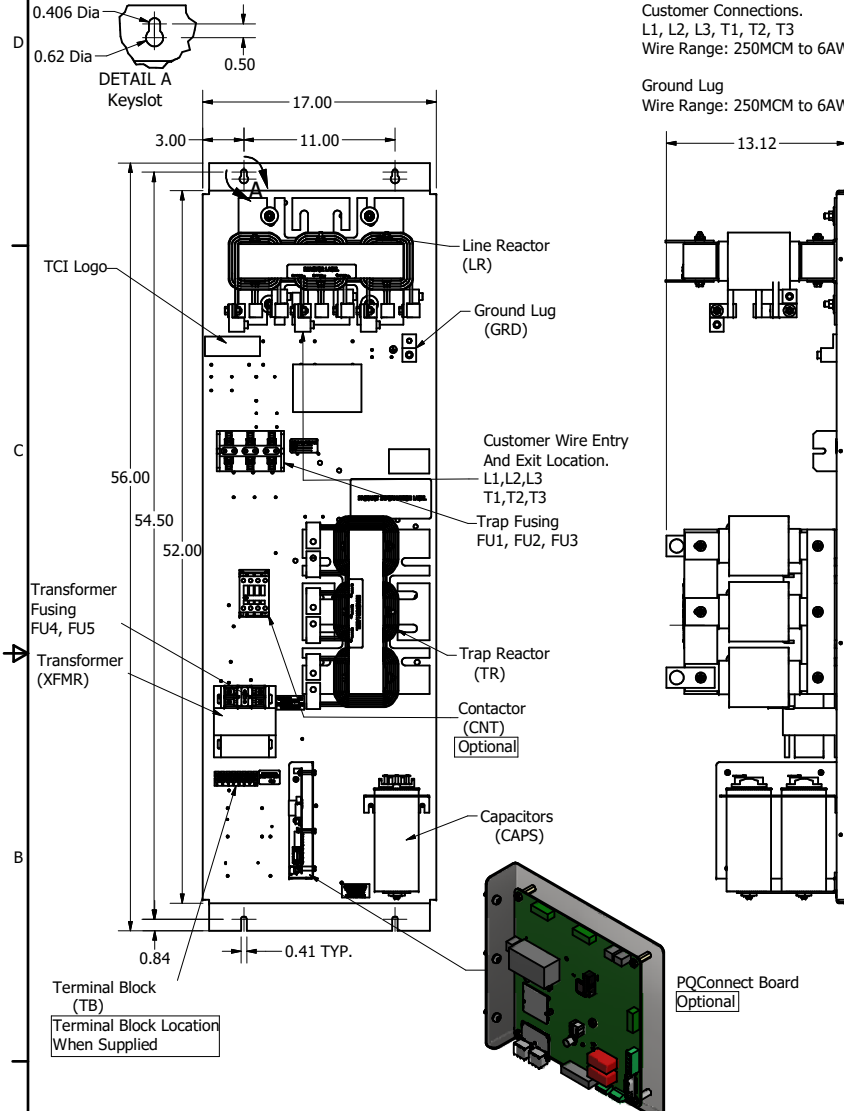 0.406 Dia
0.62 Dia
0.50
DETAIL A
Keyslot
Customer Connections.
L1, L2, L3, T1, T2, T3
Wire Range: 250MCM to 6AW
Ground Lug
Wire Range: 250MCM to 6AW
D
17.00
3.00
11.00
13.12
A
Line Reactor
(LR)
TCI Logo
Ground Lug
(GRD)
C
Customer Wire Entry
And Exit Location.
L1,L2,L3
T1,T2,T3
56.00
54.50
52.00
Trap Fusing
FU1, FU2, FU3
Transformer
Fusing
FU4, FU5
Transformer
(XFMR)
Trap Reactor
(TR)
Contactor
(CNT)
Optional
Capacitors
(CAPS)
B
0.84
0.41 TYP.
Terminal Block
(TB)
Terminal Block Location
When Supplied
PQConnect Board
Optional